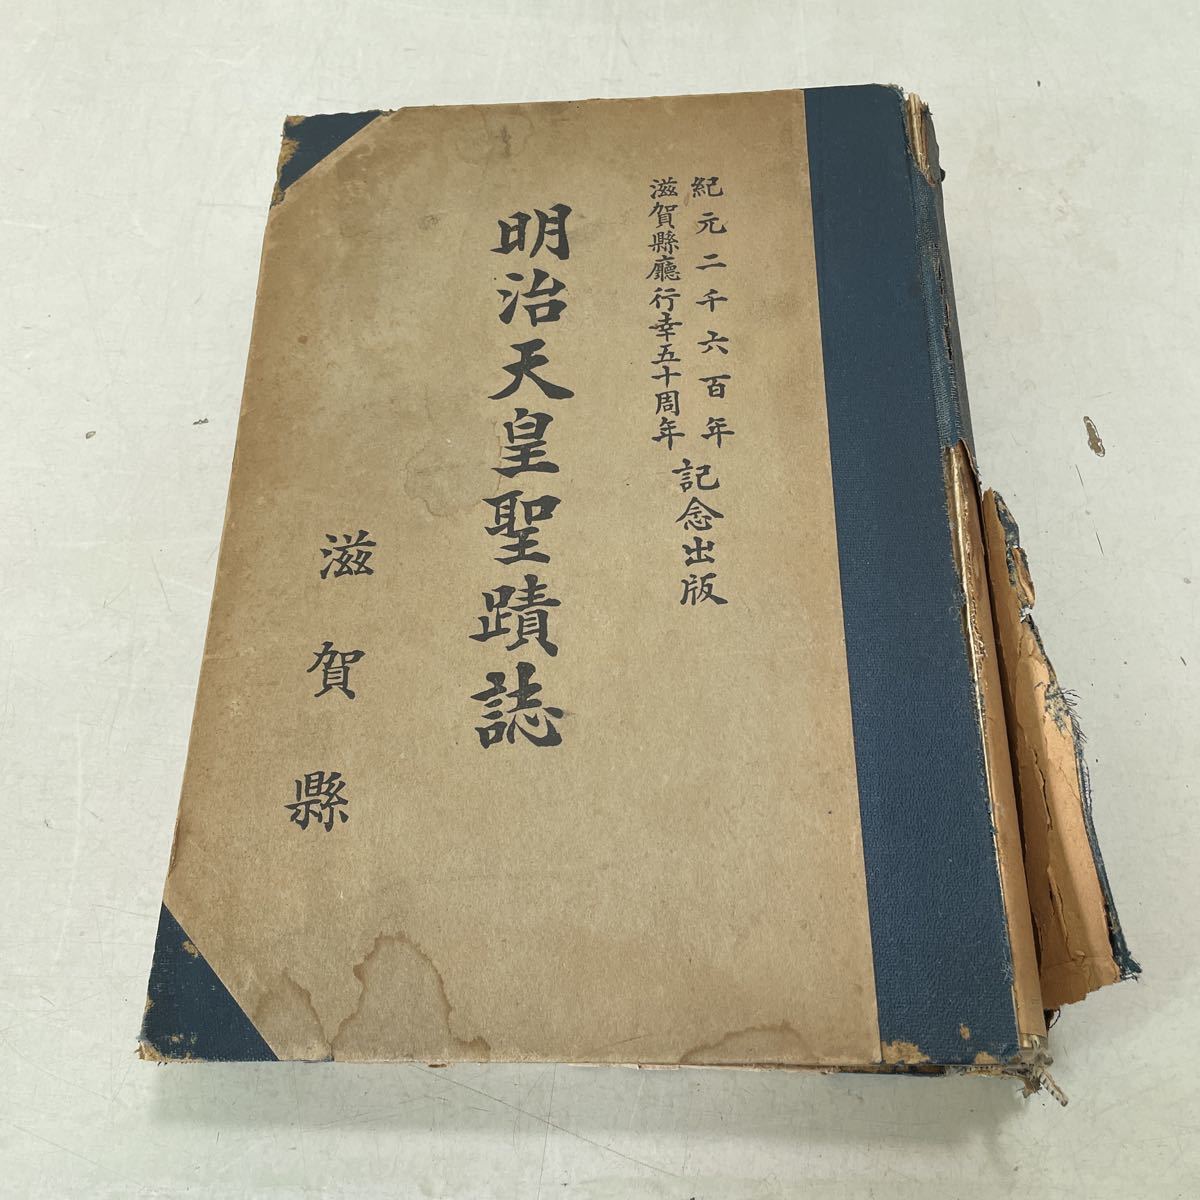 紀元二千六百年
滋賀縣廳行幸五十周年
記念出版
明治天皇聖蹟誌
滋賀縣